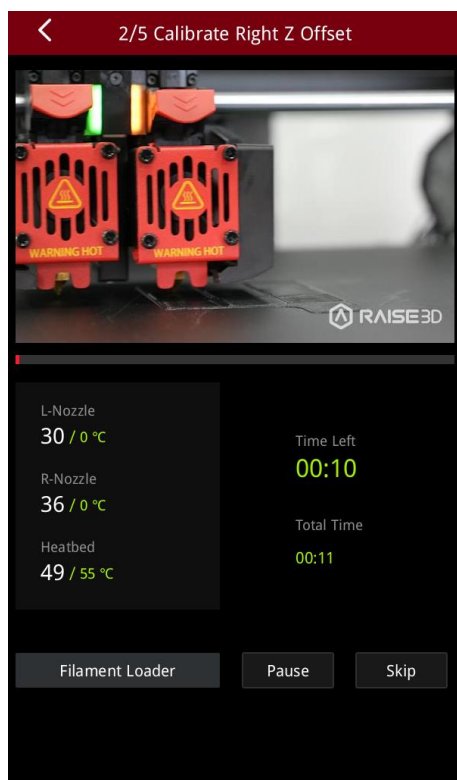 2/5 Calibrate Right Z Offset
WARNING HOT
WARNING HOT
RAISE3D
L-Nozzle
30 / 0 °C
R-Nozzle
36 / 0 °C
Heatbed
49 / 55 °C
Time Left
00:10
Total Time
00:11
Filament Loader
Pause
Skip